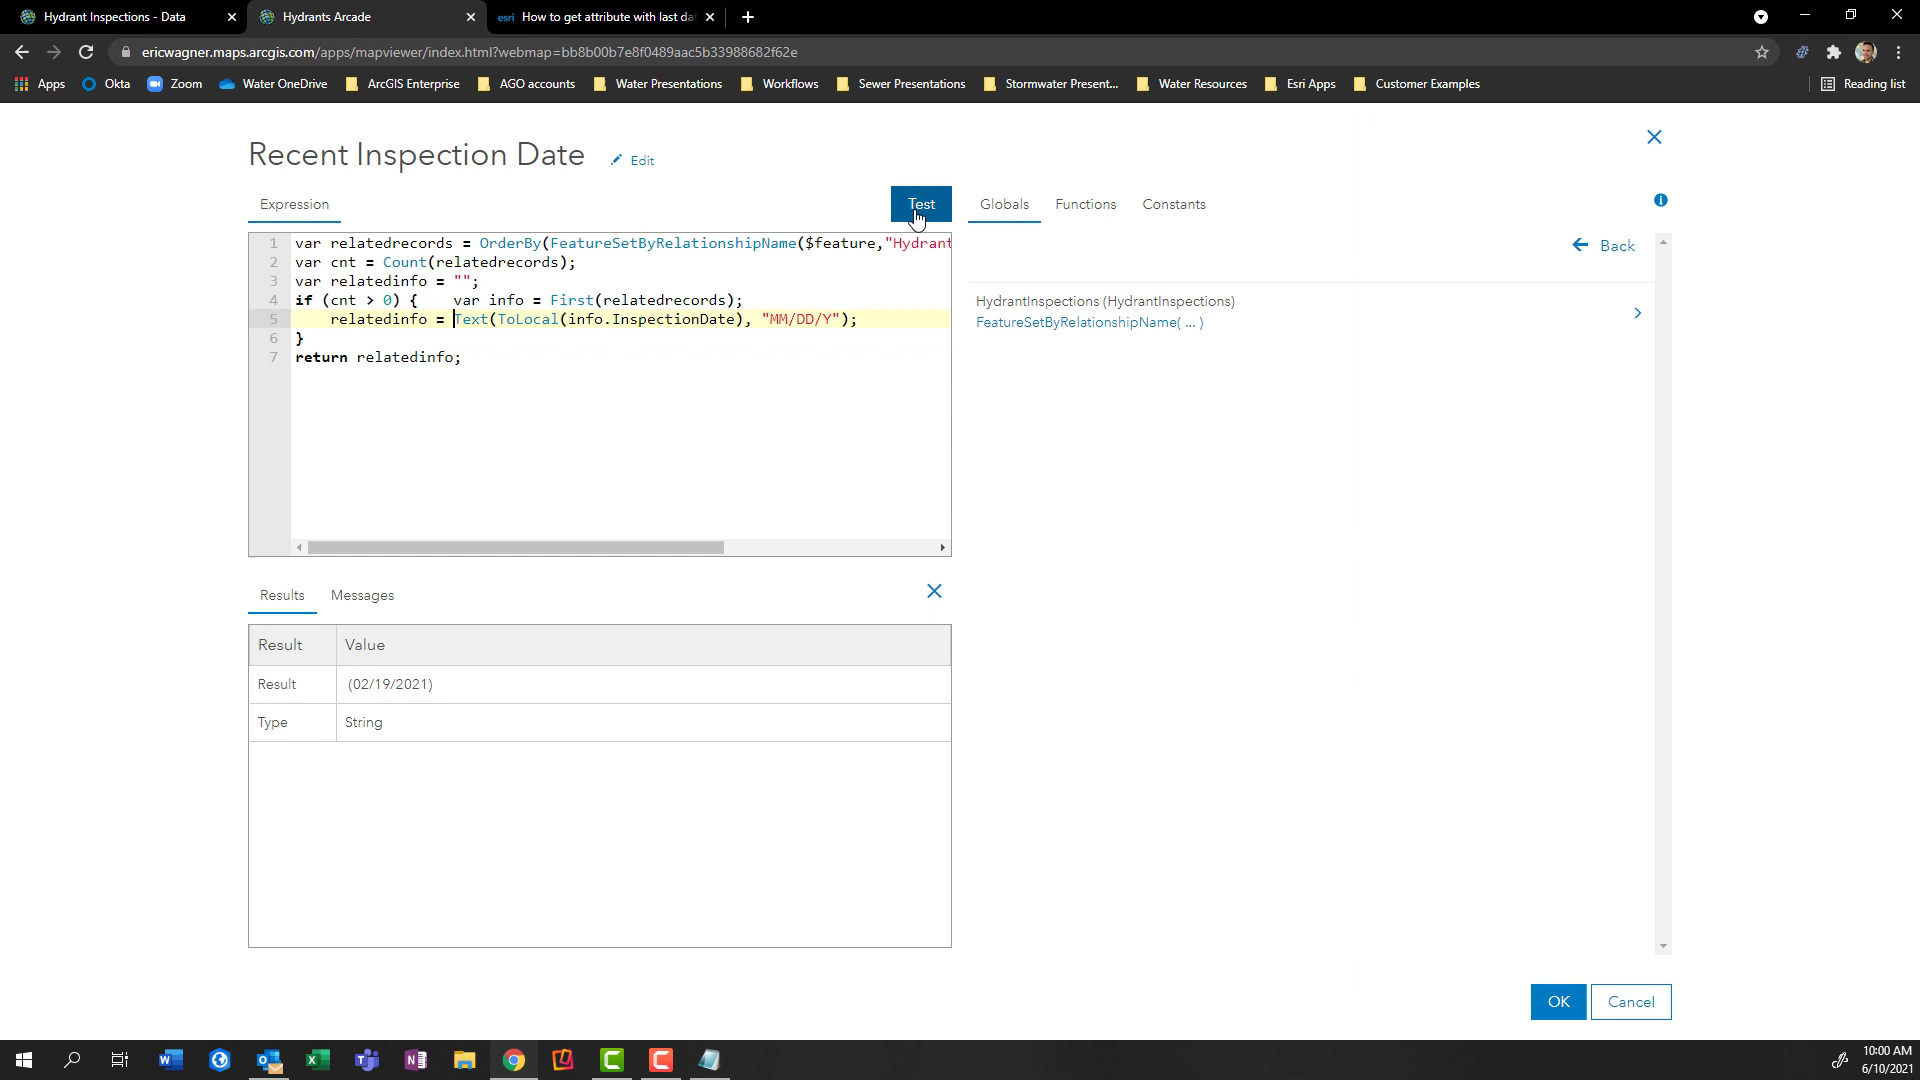 Hydrant Inspections - Data
Hydrants Arcade
esri How to get attribute with last da
ericwagner.maps.arcgis.com/apps/mapviewer/index.html?webmap=bb8b00b7e8f0489aac5b33988682f62e
Apps Okta Zoom Water OneDrive ArcGIS Enterprise AGO accounts Water Presentations Workflows Sewer Presentations Stormwater Present... Water Resources Esri Apps Customer Examples Reading list
Recent Inspection Date Edit
Expression Test
1 var relatedrecords = OrderBy(FeatureSetByRelationshipName($feature,"Hydrant
2 var cnt = Count(relatedrecords);
3 var relatedinfo = "";
4 if (cnt > 0) { var info = First(relatedrecords);
5 relatedinfo = Text(ToLocal(info.InspectionDate), "MM/DD/Y");
6 }
7 return relatedinfo;
Globals Functions Constants
Back
HydrantInspections (HydrantInspections)
FeatureSetByRelationshipName( ... )
Results Messages
Result Value
Result (02/19/2021)
Type String
OK Cancel
10:00 AM
6/10/2021